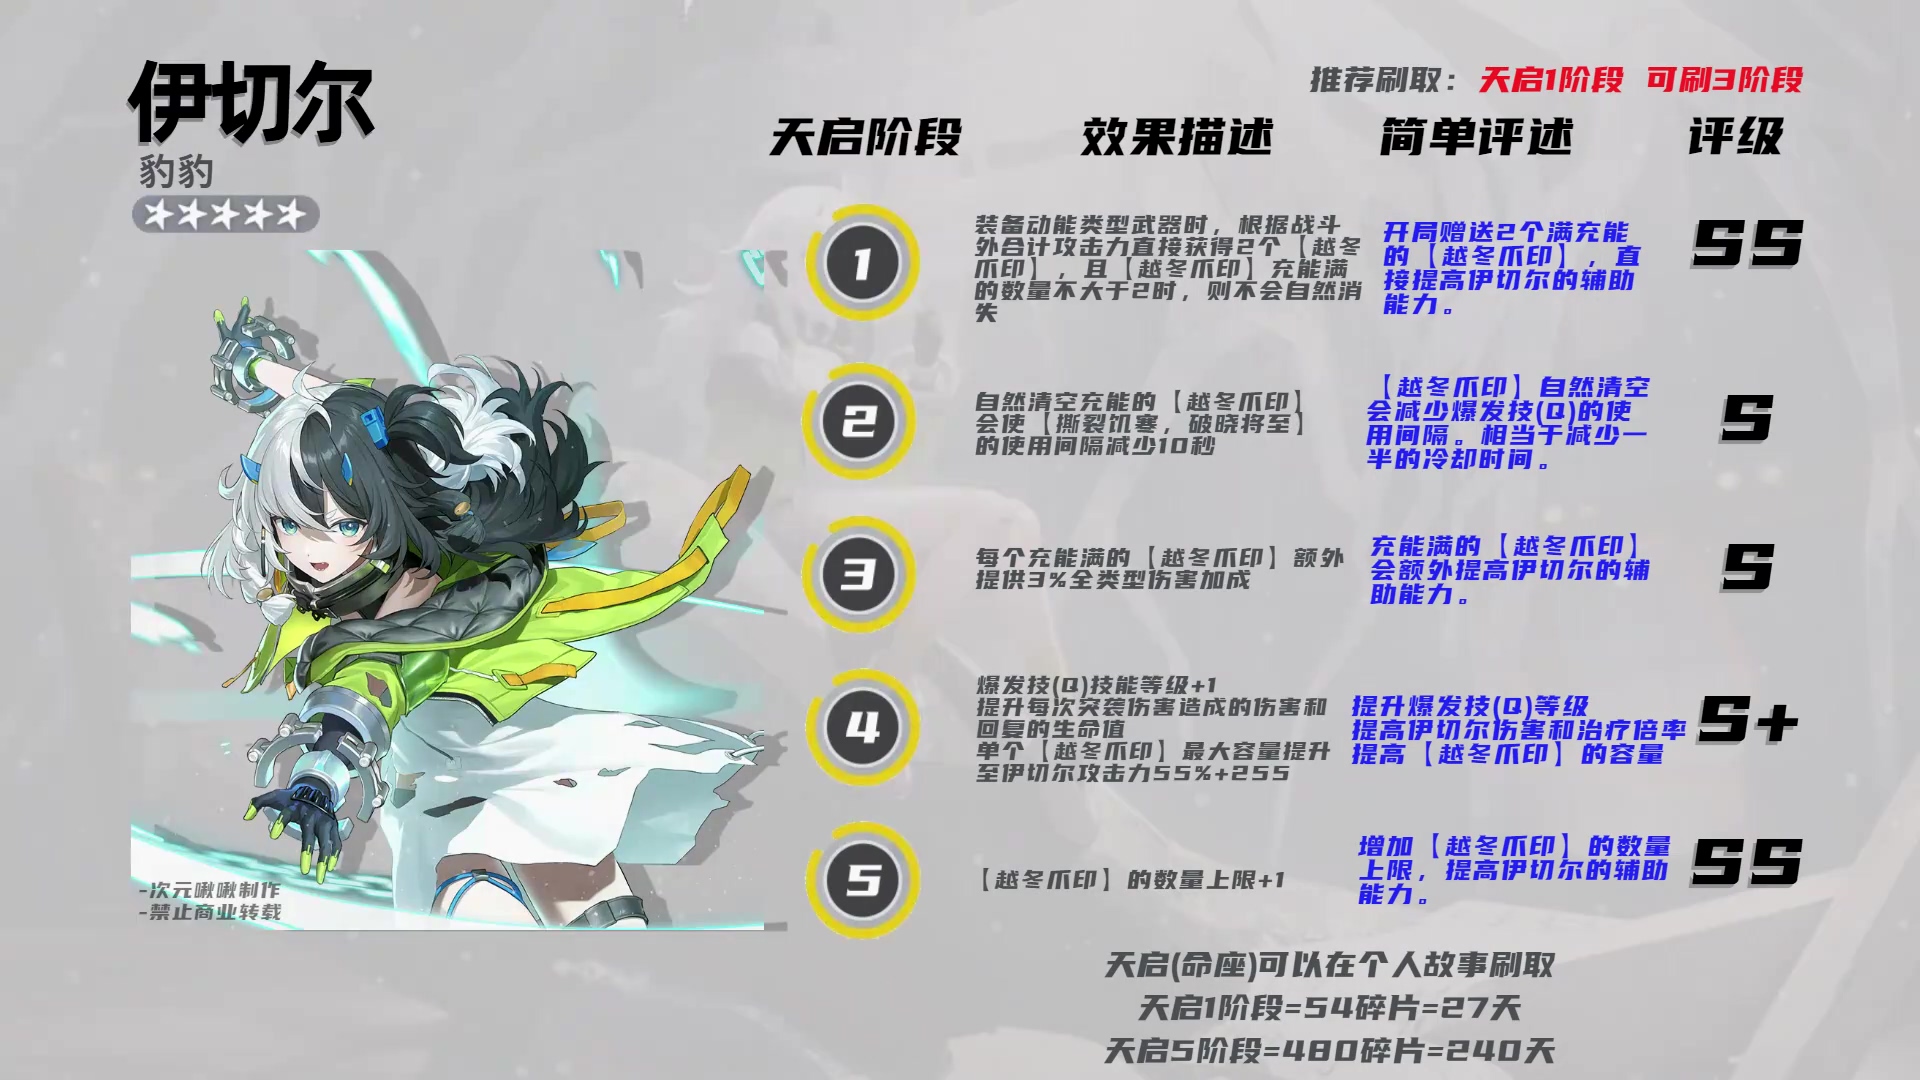 伊切尔
豹豹
推荐刷取：天启1阶段 可刷3阶段
天启阶段 效果描述 简单评述 评级
1
装备动能类型武器时，根据战斗
外合计攻击力直接获得2个【越冬
爪印】，且【越冬爪印】充能满
的数量不大于2时，则不会自然消
失
开局赠送2个满充能
的【越冬爪印】，直
接提高伊切尔的辅助
能力。
SS
2
自然清空充能的【越冬爪印】
会使【撕裂饥寒，破晓将至】
的使用间隔减少10秒
【越冬爪印】自然清空
会减少爆发技(Q)的使
用间隔。相当于减少一
半的冷却时间。
S
3
每个充能满的【越冬爪印】额外
提供3%全类型伤害加成
充能满的【越冬爪印】
会额外提高伊切尔的辅
助能力。
S
4
爆发技(Q)技能等级+1
提升每次突袭伤害造成的伤害和
回复的生命值
单个【越冬爪印】最大容量提升
至伊切尔攻击力55%+255
提升爆发技(Q)等级
提高伊切尔伤害和治疗倍率
提高【越冬爪印】的容量
S+
5
【越冬爪印】的数量上限+1
增加【越冬爪印】的数量
上限，提高伊切尔的辅助
能力。
SS
-次元啾啾制作
-禁止商业转载
天启(命座)可以在个人故事刷取
天启1阶段=54碎片=27天
天启5阶段=480碎片=240天